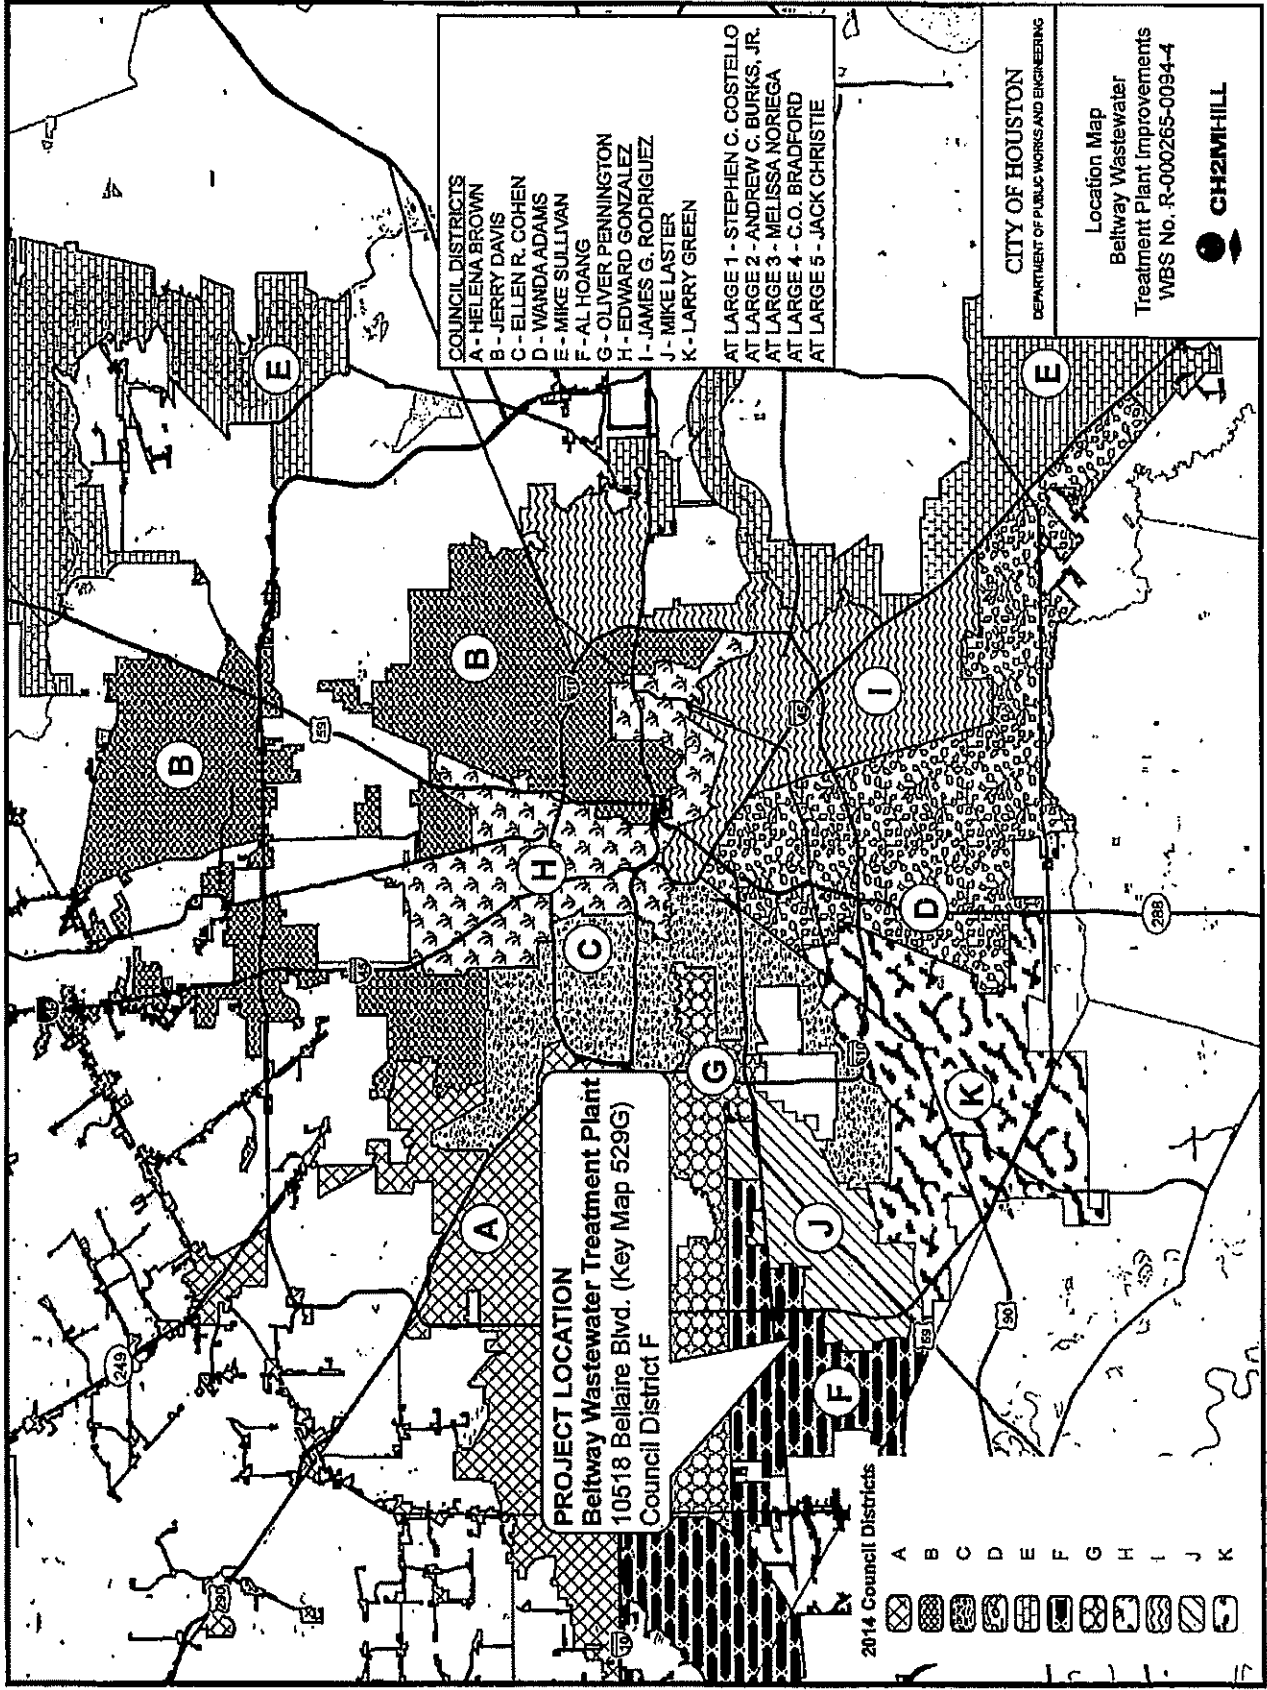 COUNCIL DISTRICTS
A - HELENA BROWN
B - JERRY DAVIS
C - ELLEN R. COHEN
D - WANDA ADAMS
E - MIKE SULLIVAN
F - AL HOANG
G - OLIVER PENNINGTON
H - EDWARD GONZALEZ
I - JAMES G. RODRIGUEZ
J - MIKE LASTER
K - LARRY GREEN
AT LARGE 1 - STEPHEN C. COSTELLO
AT LARGE 2 - ANDREW C. BURKS, JR.
AT LARGE 3 - MELISSA NORIEGA
AT LARGE 4 - C.O. BRADFORD
AT LARGE 5 - JACK CHRISTIE
PROJECT LOCATION
Beltway Wastewater Treatment Plant
10518 Bellaire Blvd. (Key Map 529G)
Council District F
249
290
59
B
E
B
A
H
C
G
I
E
D
K
J
F
10
610
288
90
69
2014 Council Districts
A
B
C
D
E
F
G
H
I
J
K
CITY OF HOUSTON
DEPARTMENT OF PUBLIC WORKS AND ENGINEERING
Location Map
Beltway Wastewater
Treatment Plant Improvements
WBS No. R-000265-0094-4
CH2MHILL